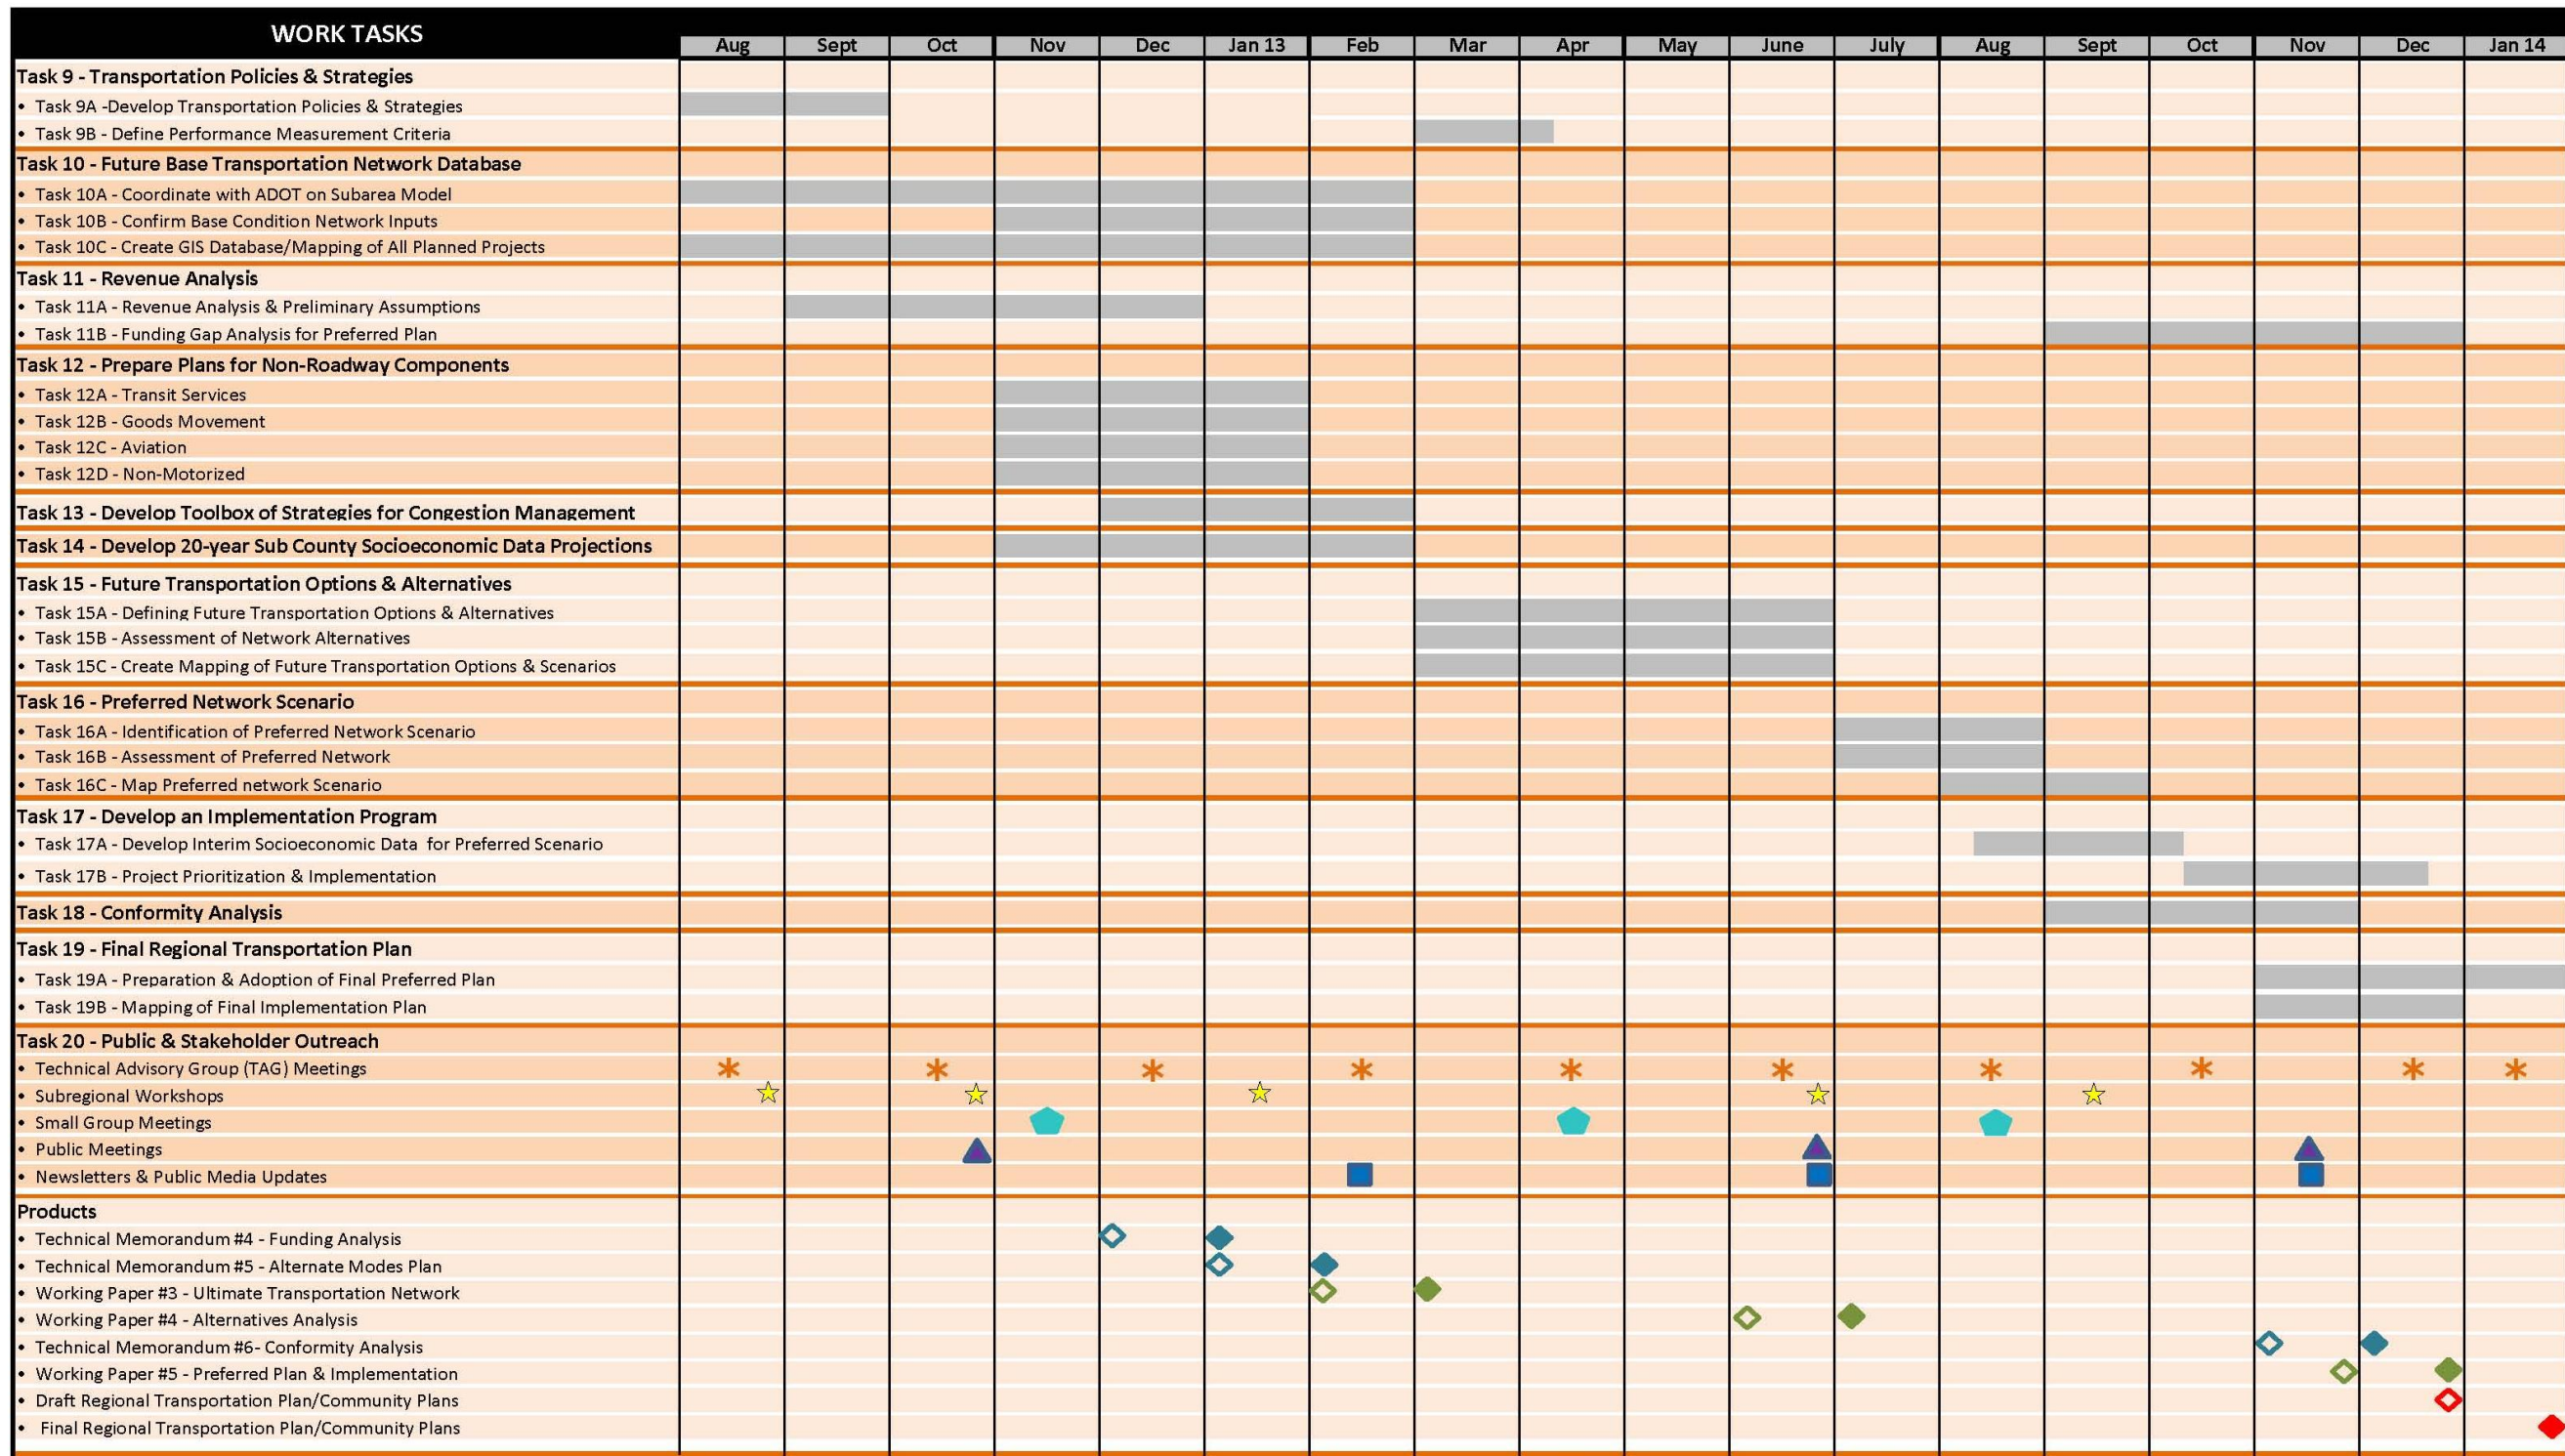 WORK TASKS
Aug Sept Oct Nov Dec Jan 13 Feb Mar Apr May June July Aug Sept Oct Nov Dec Jan 14
Task 9 - Transportation Policies & Strategies
• Task 9A -Develop Transportation Policies & Strategies
• Task 9B - Define Performance Measurement Criteria
Task 10 - Future Base Transportation Network Database
• Task 10A - Coordinate with ADOT on Subarea Model
• Task 10B - Confirm Base Condition Network Inputs
• Task 10C - Create GIS Database/Mapping of All Planned Projects
Task 11 - Revenue Analysis
• Task 11A - Revenue Analysis & Preliminary Assumptions
• Task 11B - Funding Gap Analysis for Preferred Plan
Task 12 - Prepare Plans for Non-Roadway Components
• Task 12A - Transit Services
• Task 12B - Goods Movement
• Task 12C - Aviation
• Task 12D - Non-Motorized
Task 13 - Develop Toolbox of Strategies for Congestion Management
Task 14 - Develop 20-year Sub County Socioeconomic Data Projections
Task 15 - Future Transportation Options & Alternatives
• Task 15A - Defining Future Transportation Options & Alternatives
• Task 15B - Assessment of Network Alternatives
• Task 15C - Create Mapping of Future Transportation Options & Scenarios
Task 16 - Preferred Network Scenario
• Task 16A - Identification of Preferred Network Scenario
• Task 16B - Assessment of Preferred Network
• Task 16C - Map Preferred network Scenario
Task 17 - Develop an Implementation Program
• Task 17A - Develop Interim Socioeconomic Data for Preferred Scenario
• Task 17B - Project Prioritization & Implementation
Task 18 - Conformity Analysis
Task 19 - Final Regional Transportation Plan
• Task 19A - Preparation & Adoption of Final Preferred Plan
• Task 19B - Mapping of Final Implementation Plan
Task 20 - Public & Stakeholder Outreach
• Technical Advisory Group (TAG) Meetings
• Subregional Workshops
• Small Group Meetings
• Public Meetings
• Newsletters & Public Media Updates
Products
• Technical Memorandum #4 - Funding Analysis
• Technical Memorandum #5 - Alternate Modes Plan
• Working Paper #3 - Ultimate Transportation Network
• Working Paper #4 - Alternatives Analysis
• Technical Memorandum #6- Conformity Analysis
• Working Paper #5 - Preferred Plan & Implementation
• Draft Regional Transportation Plan/Community Plans
• Final Regional Transportation Plan/Community Plans